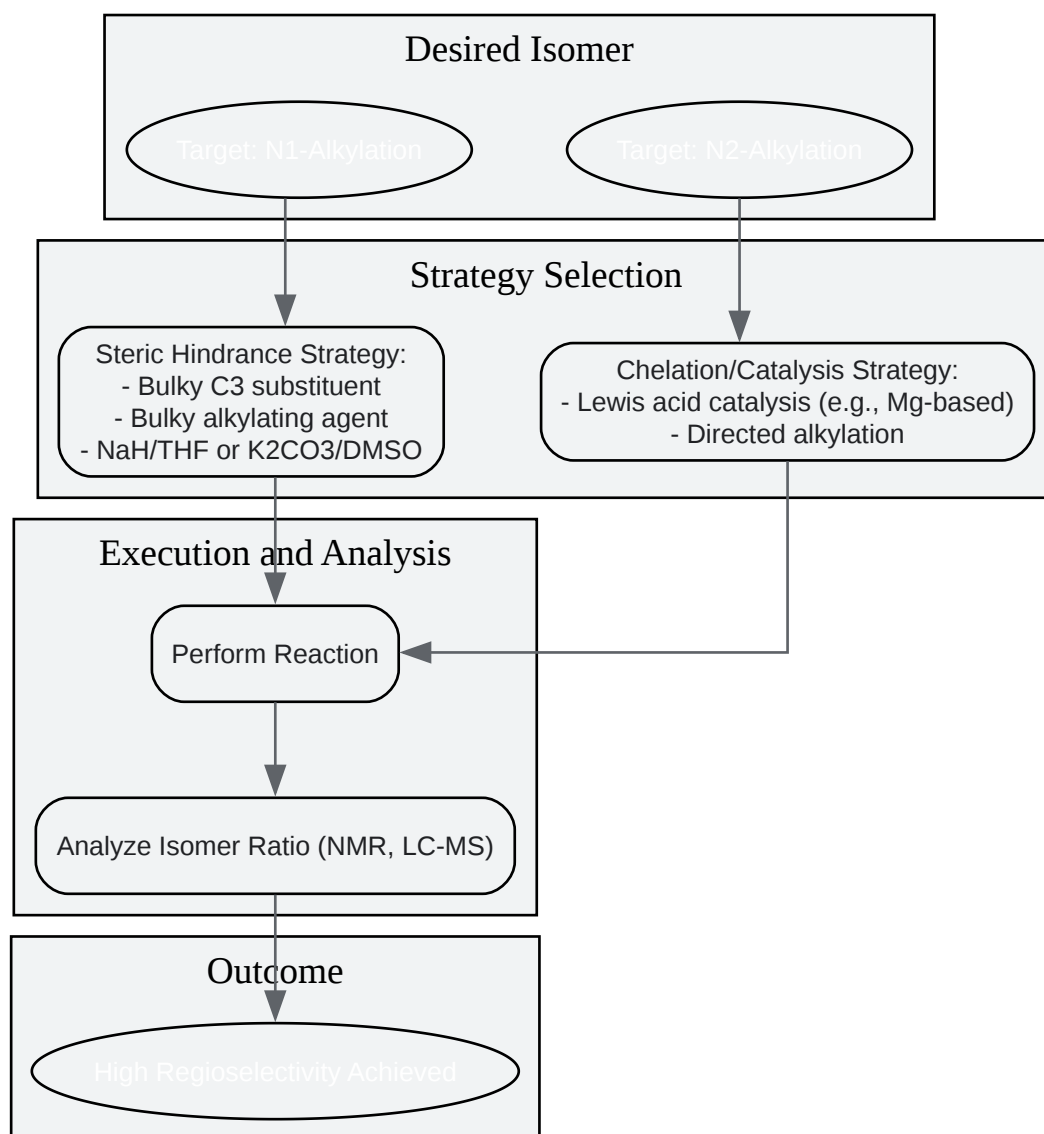 Desired Isomer
Target: N1-Alkylation
Target: N2-Alkylation
Strategy Selection
Steric Hindrance Strategy:
- Bulky C3 substituent
- Bulky alkylating agent
- NaH/THF or K2CO3/DMSO
Chelation/Catalysis Strategy:
- Lewis acid catalysis (e.g., Mg-based)
- Directed alkylation
Execution and Analysis
Perform Reaction
Analyze Isomer Ratio (NMR, LC-MS)
Outcome
High Regioselectivity Achieved